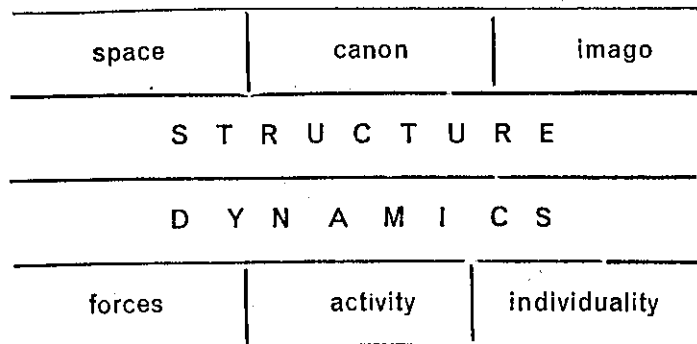 space canon imago
S T R U C T U R E
D Y N A M I C S
forces activity individuality